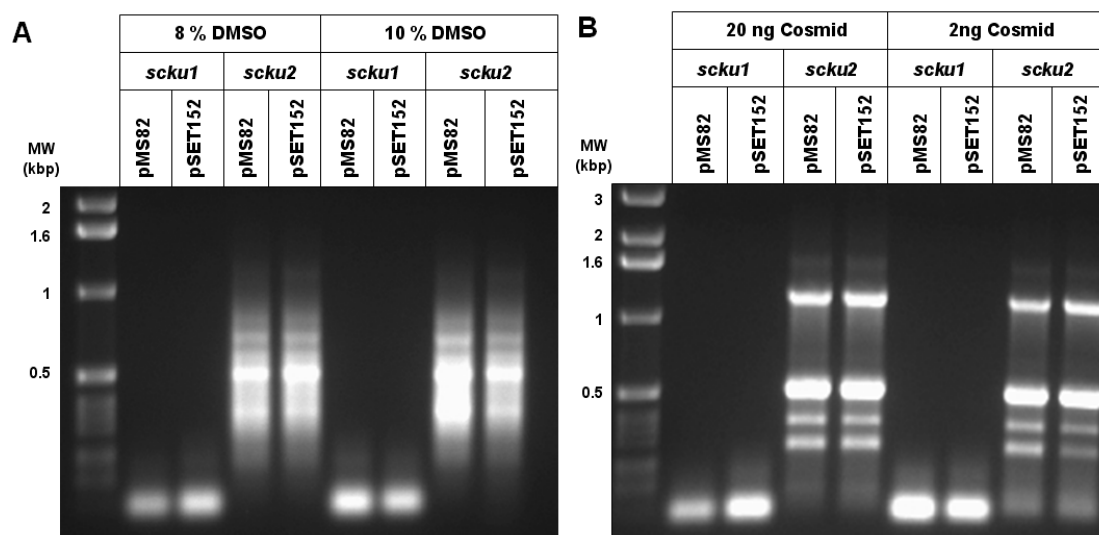 A
8 % DMSO 10 % DMSO
scku1 scku2 scku1 scku2
pMS82 pSET152 pMS82 pSET152 pMS82 pSET152 pMS82 pSET152
MW
(kbp)
2
1.6
1
0.5
B
20 ng Cosmid 2ng Cosmid
scku1 scku2 scku1 scku2
pMS82 pSET152 pMS82 pSET152 pMS82 pSET152 pMS82 pSET152
MW
(kbp)
3
2
1.6
1
0.5